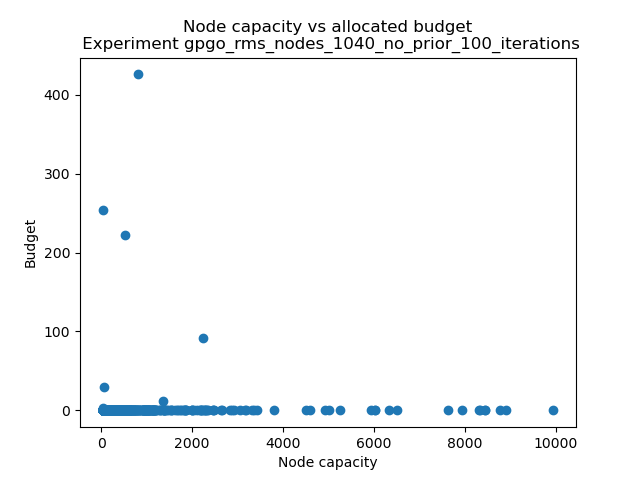 Node capacity vs allocated budget
Experiment gpgo_rms_nodes_1040_no_prior_100_iterations
400
300
200
100
0
Budget
0 2000 4000 6000 8000 10000
Node capacity